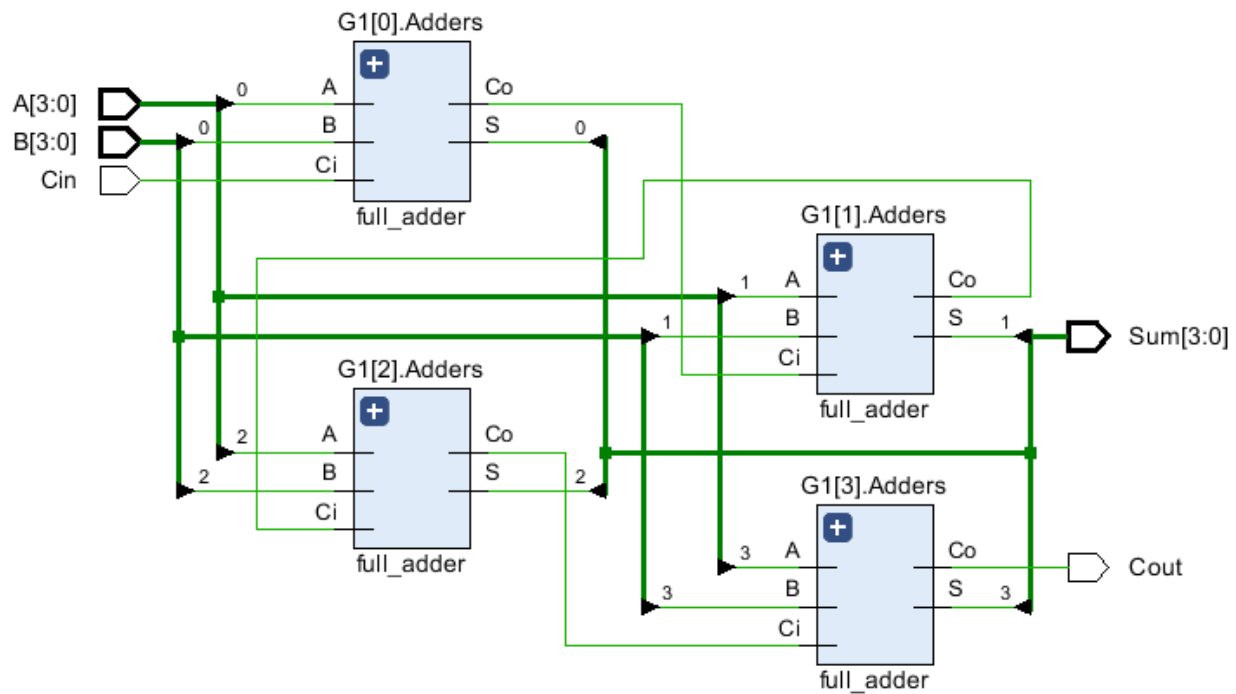 G1[0].Adders
A[3:0]
0
A
Co
B[3:0]
0
B
S
0
Cin
Ci
full_adder
G1[1].Adders
1
A
Co
1
B
S
1
Sum[3:0]
Ci
full_adder
G1[2].Adders
2
A
Co
2
B
S
2
Ci
full_adder
G1[3].Adders
3
A
Co
Cout
3
B
S
3
Ci
full_adder